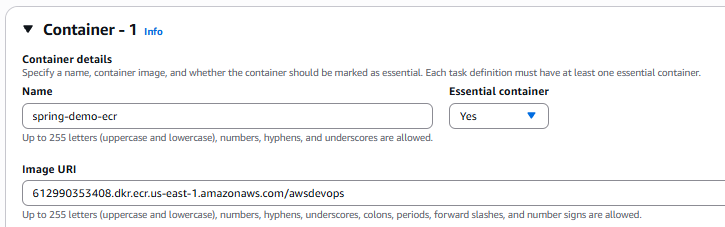 Container - 1 Info
Container details
Specify a name, container image, and whether the container should be marked as essential. Each task definition must have at least one essential container.
Name
Essential container
spring-demo-ecr
Yes
Up to 255 letters (uppercase and lowercase), numbers, hyphens, and underscores are allowed.
Image URI
612990353408.dkr.ecr.us-east-1.amazonaws.com/awsdevops
Up to 255 letters (uppercase and lowercase), numbers, hyphens, underscores, colons, periods, forward slashes, and number signs are allowed.